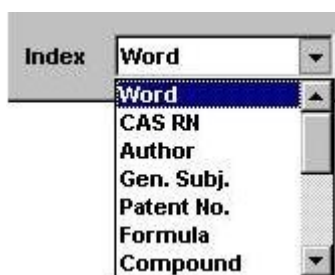 Index Word
Word
CAS RN
Author
Gen. Subj.
Patent No.
Formula
Compound